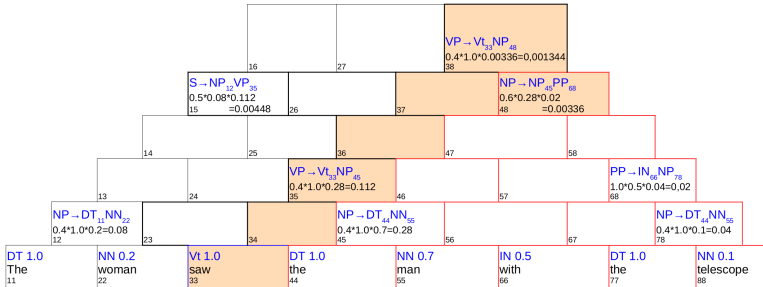 VP→Vt33NP48
0.4*1.0*0.00336=0,001344
16 27 38
S→NP12VP35 NP→NP45PP68
0.5*0.08*0.112 0.6*0.28*0.02
=0.00448 =0.00336
15 26 37 48
14 25 36 47 58
VP→Vt33NP45 PP→IN66NP78
0.4*1.0*0.28=0.112 1.0*0.5*0.04=0,02
13 24 35 46 57 68
NP→DT11NN22 NP→DT44NN55 NP→DT44NN55
0.4*1.0*0.2=0.08 0.4*1.0*0.7=0.28 0.4*1.0*0.1=0.04
12 23 34 45 56 67 78
DT 1.0 NN 0.2 Vt 1.0 DT 1.0 NN 0.7 IN 0.5 DT 1.0 NN 0.1
The woman saw the man with the telescope
11 22 33 44 55 66 77 88